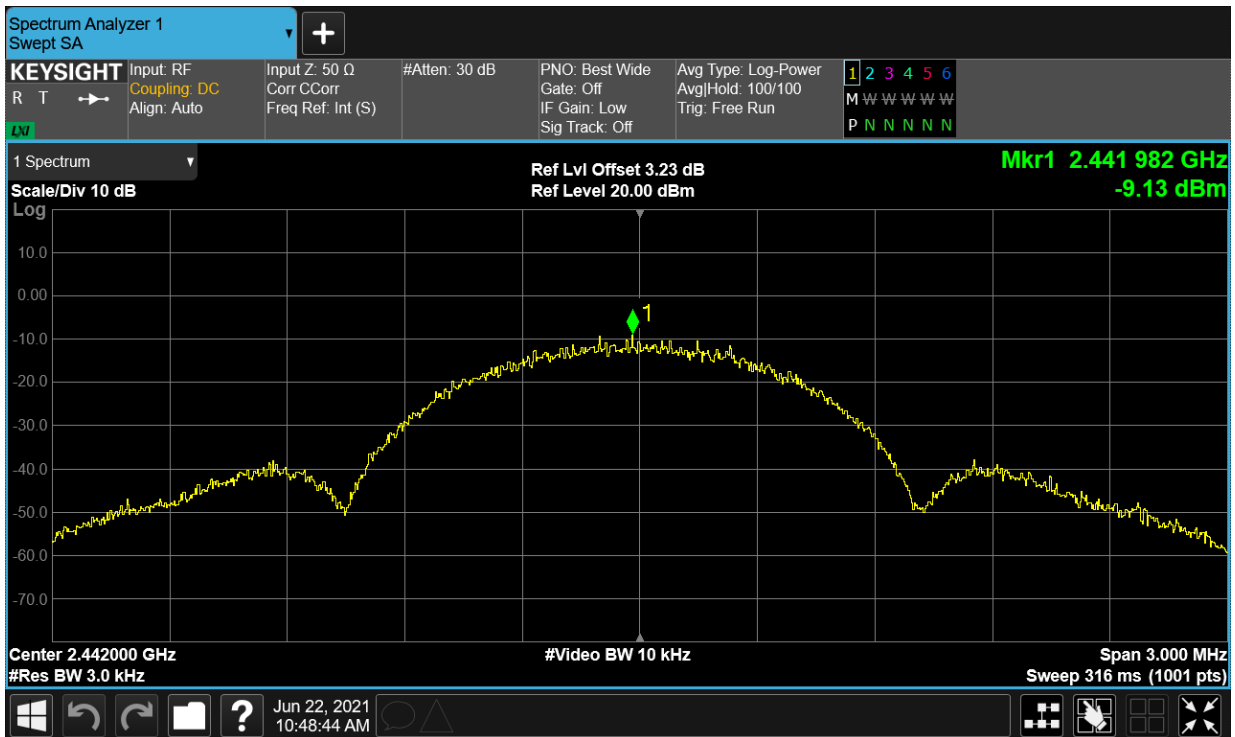 Spectrum Analyzer 1
Swept SA
+
KEYSIGHT
R T
LXI
Input: RF
Coupling: DC
Align: Auto
Input Z: 50 Ω
Corr CCorr
Freq Ref: Int (S)
#Atten: 30 dB
PNO: Best Wide
Gate: Off
IF Gain: Low
Sig Track: Off
Avg Type: Log-Power
Avg|Hold: 100/100
Trig: Free Run
1 2 3 4 5 6
M W W W W W
P N N N N N
1 Spectrum
Scale/Div 10 dB
Log
Ref Lvl Offset 3.23 dB
Ref Level 20.00 dBm
Mkr1 2.441 982 GHz
-9.13 dBm
10.0
0.00
-10.0
-20.0
-30.0
-40.0
-50.0
-60.0
-70.0
1
Center 2.442000 GHz
#Res BW 3.0 kHz
#Video BW 10 kHz
Span 3.000 MHz
Sweep 316 ms (1001 pts)
?
Jun 22, 2021
10:48:44 AM